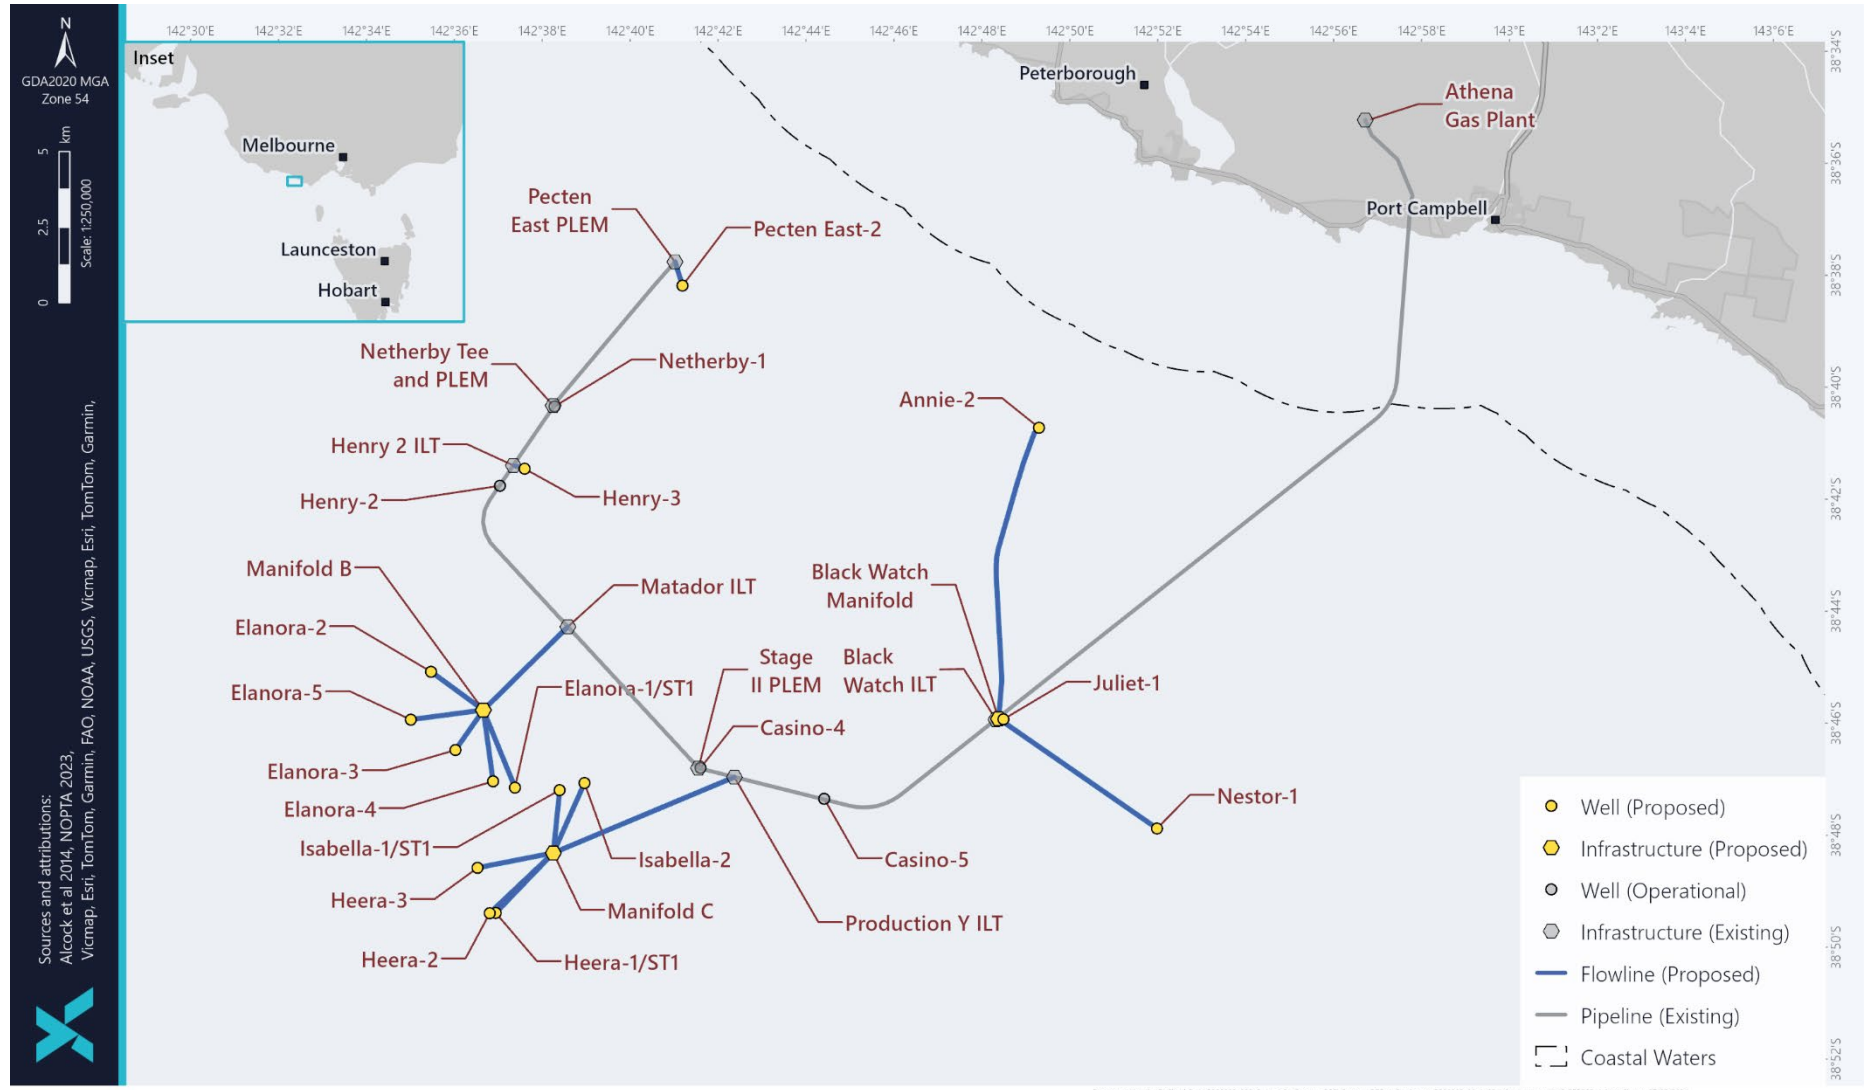 N
GDA2020 MGA
Zone 54
0
2.5
5
km
Scale: 1:250,000
Sources and attributions:
Alcock et al 2014, NOPTA 2023,
Vicmap, Esri, TomTom, Garmin, FAO, NOAA, USGS, Vicmap, Esri, TomTom, Garmin,
142°30'E
142°32'E
142°34'E
142°36'E
142°38'E
142°40'E
142°42'E
142°44'E
142°46'E
142°48'E
142°50'E
142°52'E
142°54'E
142°56'E
142°58'E
143°E
143°2'E
143°4'E
143°6'E
38°34'S
38°36'S
38°38'S
38°40'S
38°42'S
38°44'S
38°46'S
38°48'S
38°50'S
38°52'S
Inset
Melbourne
Launceston
Hobart
Peterborough
Athena
Gas Plant
Port Campbell
Pecten
East PLEM
Pecten East-2
Netherby Tee
and PLEM
Netherby-1
Annie-2
Henry 2 ILT
Henry-2
Henry-3
Manifold B
Matador ILT
Black Watch
Manifold
Elanora-2
Elanora-5
Elanora-1/ST1
Stage
II PLEM
Black
Watch ILT
Juliet-1
Casino-4
Elanora-3
Elanora-4
Nestor-1
Isabella-1/ST1
Isabella-2
Casino-5
Heera-3
Manifold C
Production Y ILT
Heera-2
Heera-1/ST1
Well (Proposed)
Infrastructure (Proposed)
Well (Operational)
Infrastructure (Existing)
Flowline (Proposed)
Pipeline (Existing)
Coastal Waters